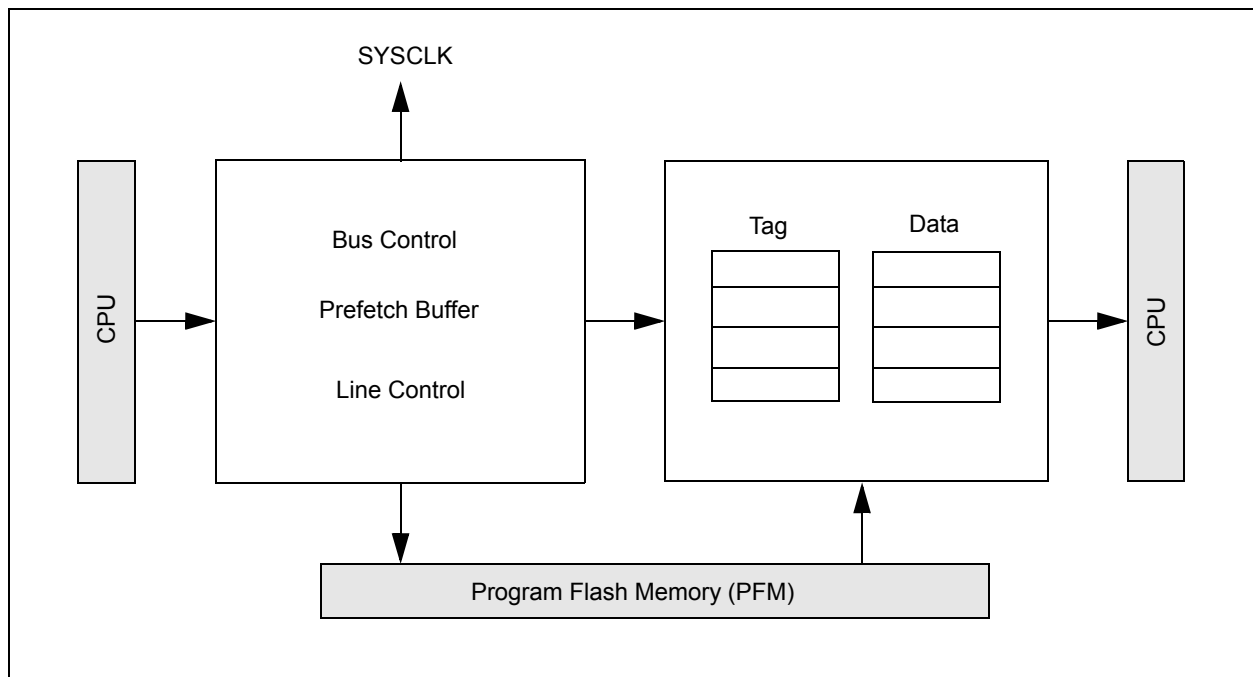 SYSCLK
CPU
Bus Control
Prefetch Buffer
Line Control
Tag
Data
CPU
Program Flash Memory (PFM)